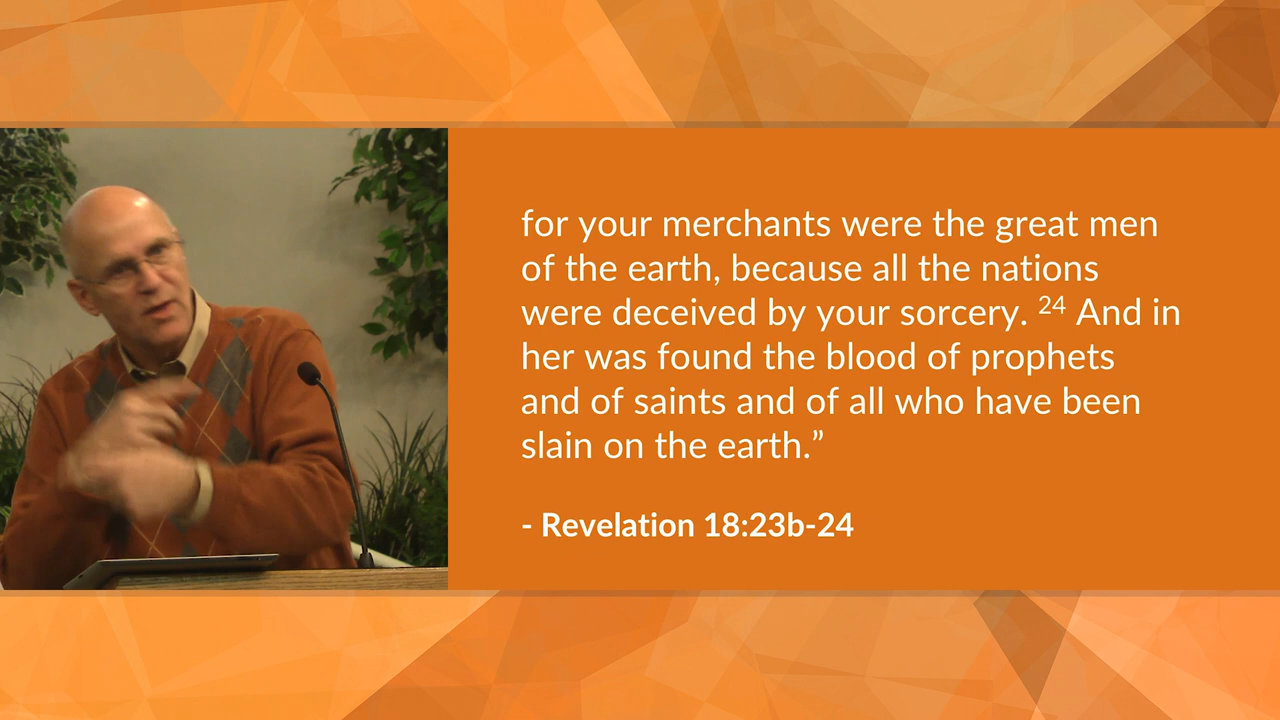 for your merchants were the great men
of the earth, because all the nations
were deceived by your sorcery. 24 And in
her was found the blood of prophets
and of saints and of all who have been
slain on the earth.”
- Revelation 18:23b-24